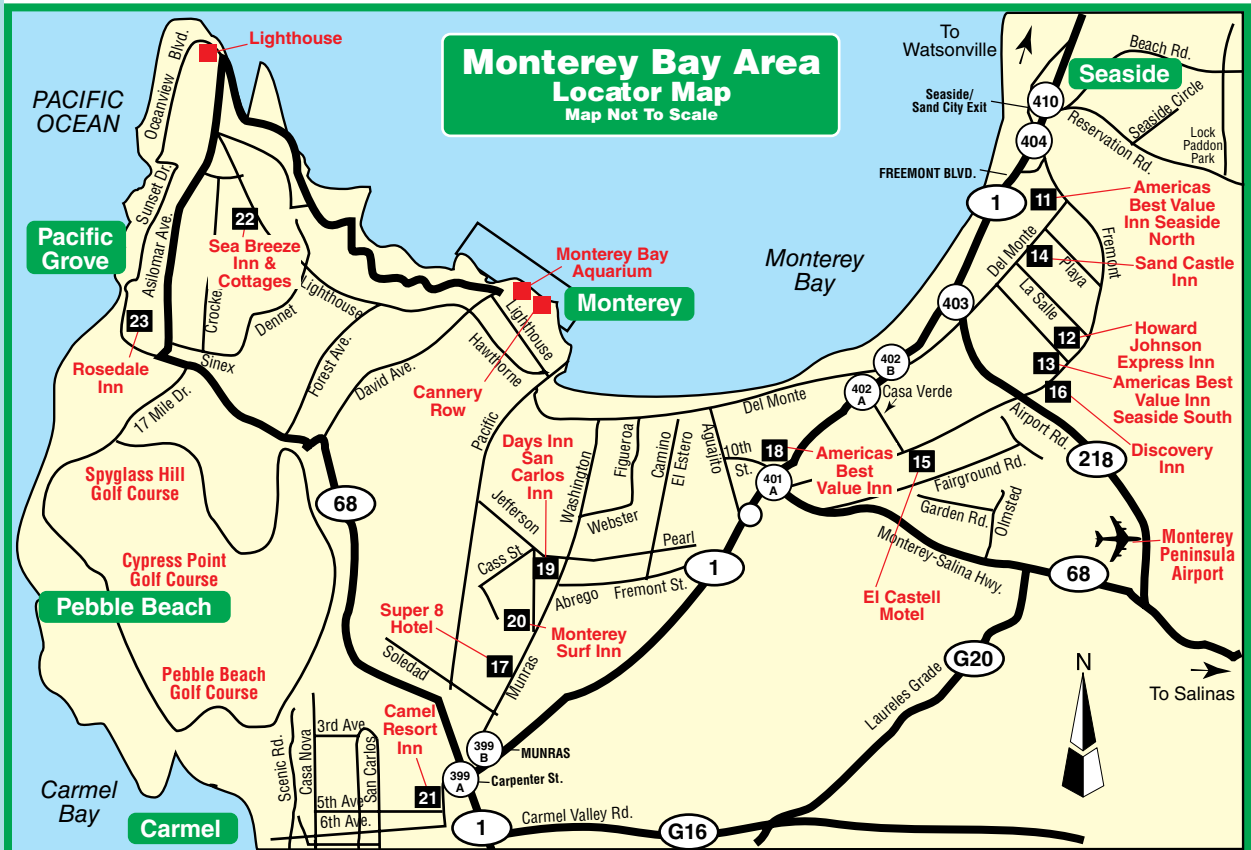 Monterey Bay Area
Locator Map
Map Not To Scale
Lighthouse
PACIFIC
OCEAN
Oceanview Blvd.
Sunset Dr.
Asilomar Ave.
Pacific
Grove
22
Sea Breeze
Inn &
Cottages
Crocke
Dennet
Lighthouse
23
Rosedale
Inn
Sinex
17 Mile Dr.
Forest Ave.
David Ave.
Monterey Bay
Aquarium
Monterey
Lighthouse
Hawthorne
Cannery
Row
Monterey
Bay
To
Watsonville
Seaside/
Sand City Exit
410
404
FREEMONT BLVD.
1
Beach Rd.
Seaside
Seaside Circle
Reservation Rd.
Lock
Paddon
Park
11
Americas
Best Value
Inn Seaside
North
Del Monte
14
Playa
Fremont
Sand Castle
Inn
La Salle
403
12
Howard
Johnson
Express Inn
13
Americas Best
Value Inn
Seaside South
16
Discovery
Inn
402
B
402
A
Casa Verde
Del Monte
Airport Rd.
218
15
Fairground Rd.
Garden Rd.
Olmsted
El Castell
Motel
18
Americas
Best
Value Inn
10th
St.
401
A
Aguajito
Camino
El Estero
Figueroa
Washington
Webster
Pacific
Days Inn
San
Carlos
Inn
Jefferson
Pearl
Cass St.
19
Abrego
Fremont St.
1
Monterey-Salina Hwy.
68
Monterey
Peninsula
Airport
G20
Laureles Grade
To Salinas
N
Spyglass Hill
Golf Course
68
Cypress Point
Golf Course
Pebble Beach
Pebble Beach
Golf Course
Super 8
Hotel
20
Monterey
Surf Inn
17
Soledad
Munras
Camel
Resort
Inn
21
399
B
MUNRAS
399
A
Carpenter St.
3rd Ave
Scenic Rd.
Casa Nova
San Carlos
5th Ave
6th Ave.
Carmel
Bay
Carmel
1
Carmel Valley Rd.
G16